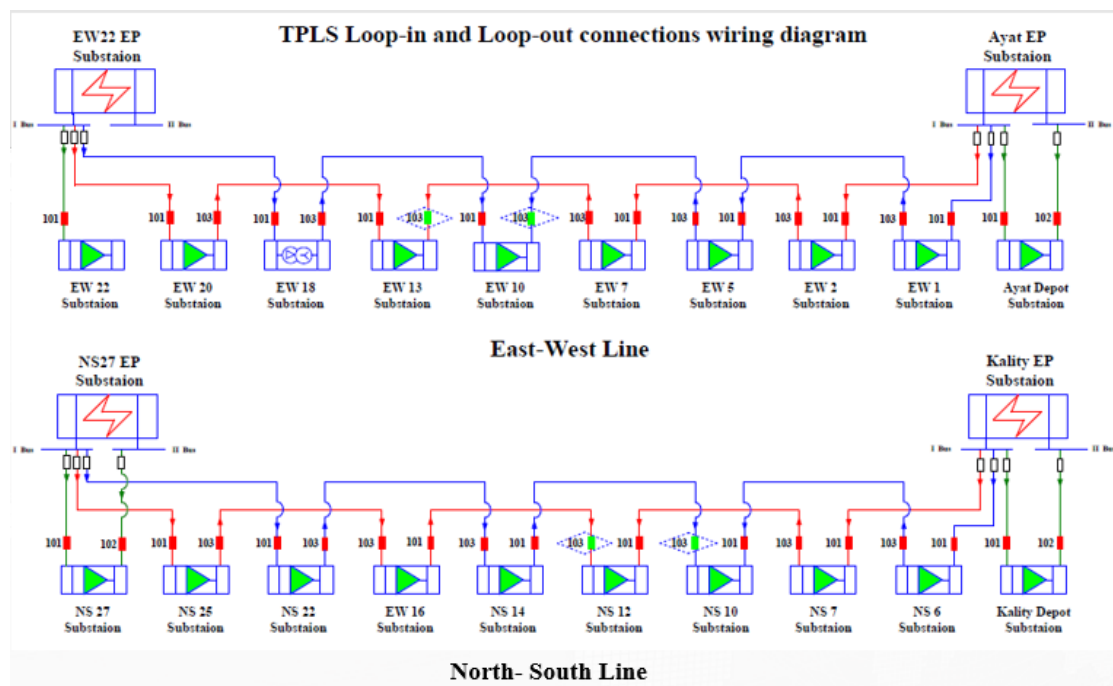 TPLS Loop-in and Loop-out connections wiring diagram
EW22 EP
Substaion
Ayat EP
Substaion
I Bus
II Bus
I Bus
II Bus
101
101
103
101
103
101
103
101
103
103
101
103
101
103
101
103
101
101
102
EW 22
Substaion
EW 20
Substaion
EW 18
Substaion
EW 13
Substaion
EW 10
Substaion
EW 7
Substaion
EW 5
Substaion
EW 2
Substaion
EW 1
Substaion
Ayat Depot
Substaion
East-West Line
NS27 EP
Substaion
Kality EP
Substaion
I Bus
II Bus
I Bus
II Bus
101
102
101
103
101
103
101
103
103
101
103
101
103
101
103
101
103
101
101
102
NS 27
Substaion
NS 25
Substaion
NS 22
Substaion
EW 16
Substaion
NS 14
Substaion
NS 12
Substaion
NS 10
Substaion
NS 7
Substaion
NS 6
Substaion
Kality Depot
Substaion
North- South Line